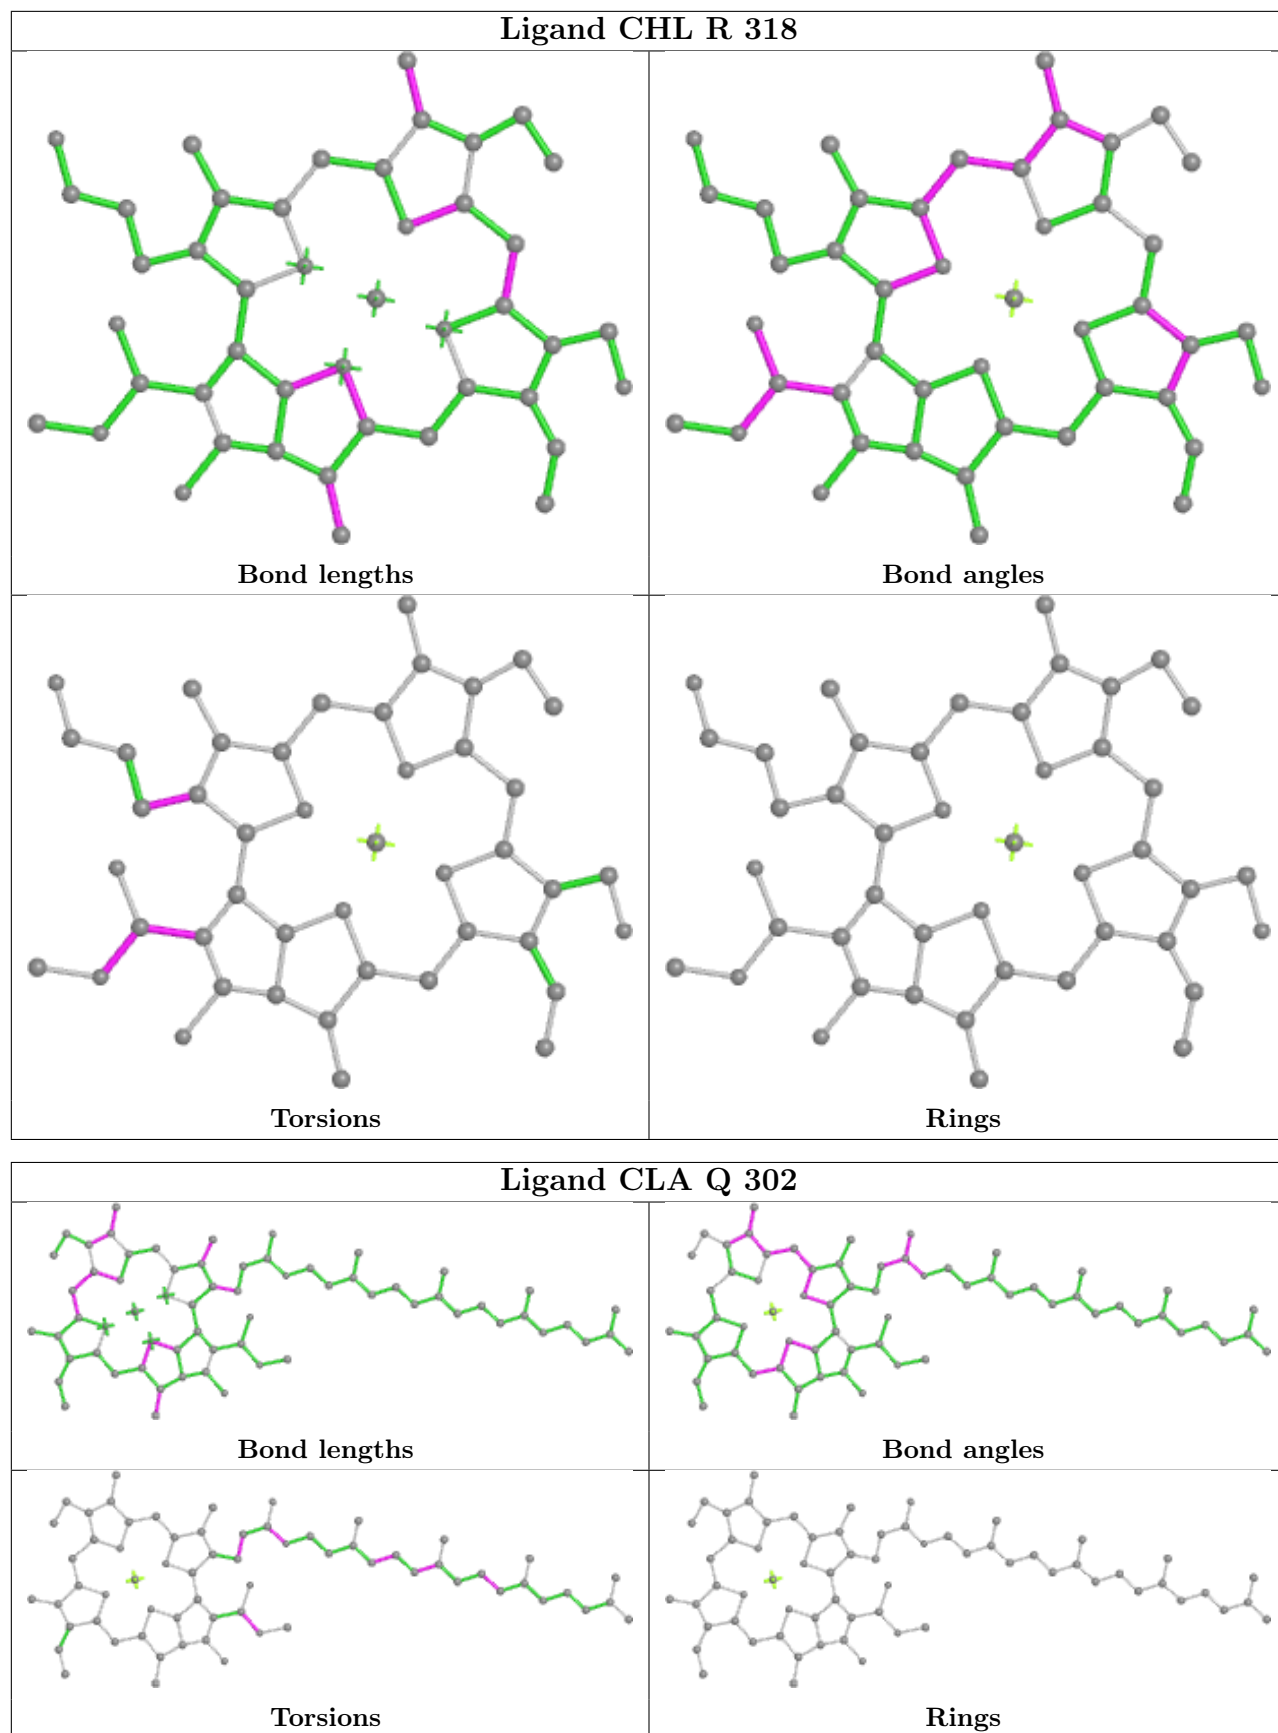 Ligand CHL R 318
Bond lengths
Bond angles
Torsions
Rings
Ligand CLA Q 302
Bond lengths
Bond angles
Torsions
Rings